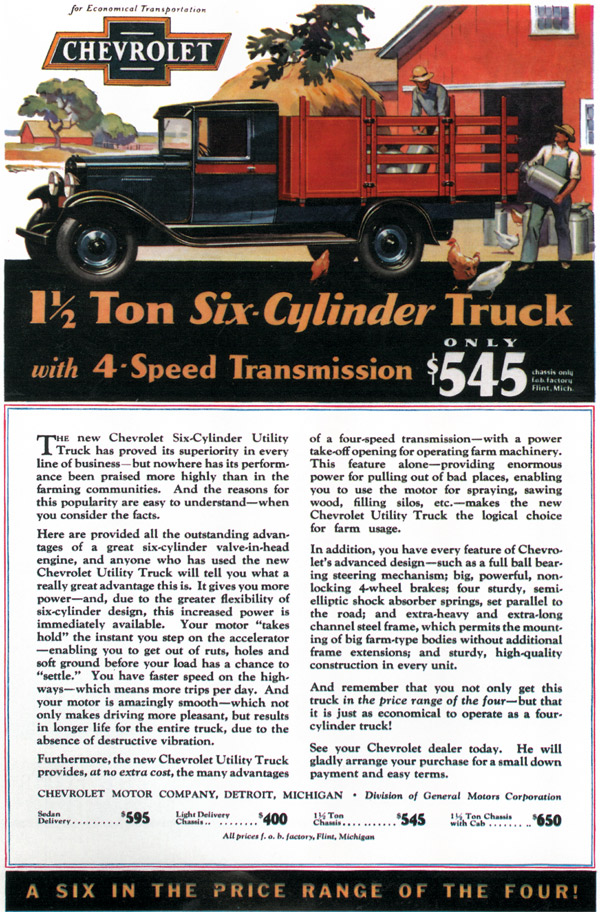 for Economical Transportation
CHEVROLET
1½ Ton Six-Cylinder Truck
with 4-Speed Transmission
ONLY
$545
chassis only
f.o.b. factory
Flint, Mich.
THE new Chevrolet Six-Cylinder Utility
Truck has proved its superiority in every
line of business—but nowhere has its perform-
ance been praised more highly than in the
farming communities. And the reasons for
this popularity are easy to understand—when
you consider the facts.
Here are provided all the outstanding advan-
tages of a great six-cylinder valve-in-head
engine, and anyone who has used the new
Chevrolet Utility Truck will tell you what a
really great advantage this is. It gives you more
power—and, due to the greater flexibility of
six-cylinder design, this increased power is
immediately available. Your motor "takes
hold" the instant you step on the accelerator
—enabling you to get out of ruts, holes and
soft ground before your load has a chance to
"settle." You have faster speed on the high-
ways—which means more trips per day. And
your motor is amazingly smooth—which not
only makes driving more pleasant, but results
in longer life for the entire truck, due to the
absence of destructive vibration.
Furthermore, the new Chevrolet Utility Truck
provides, at no extra cost, the many advantages
of a four-speed transmission—with a power
take-off opening for operating farm machinery.
This feature alone—providing enormous
power for pulling out of bad places, enabling
you to use the motor for spraying, sawing
wood, filling silos, etc.—makes the new
Chevrolet Utility Truck the logical choice
for farm usage.
In addition, you have every feature of Chevro-
let's advanced design—such as a full ball bear-
ing steering mechanism; big, powerful, non-
locking 4-wheel brakes; four sturdy, semi-
elliptic shock absorber springs, set parallel to
the road; and extra-heavy and extra-long
channel steel frame, which permits the mount-
ing of big farm-type bodies without additional
frame extensions; and sturdy, high-quality
construction in every unit.
And remember that you not only get this
truck in the price range of the four—but that
it is just as economical to operate as a four-
cylinder truck!
See your Chevrolet dealer today. He will
gladly arrange your purchase for a small down
payment and easy terms.
CHEVROLET MOTOR COMPANY, DETROIT, MICHIGAN • Division of General Motors Corporation
Sedan
Delivery..........$595
Light Delivery
Chassis..........$400
1½ Ton
Chassis...........$545
1½ Ton Chassis
with Cab..........$650
All prices f. o. b. factory, Flint, Michigan
A SIX IN THE PRICE RANGE OF THE FOUR!